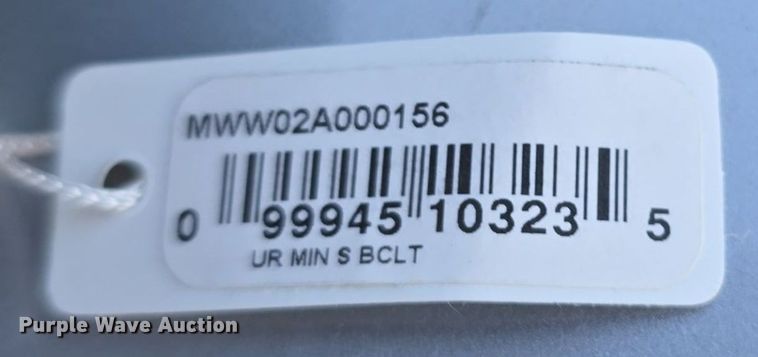 MWW02A000156
0 99945 10323 5
UR MIN S BCLT
Purple Wave Auction